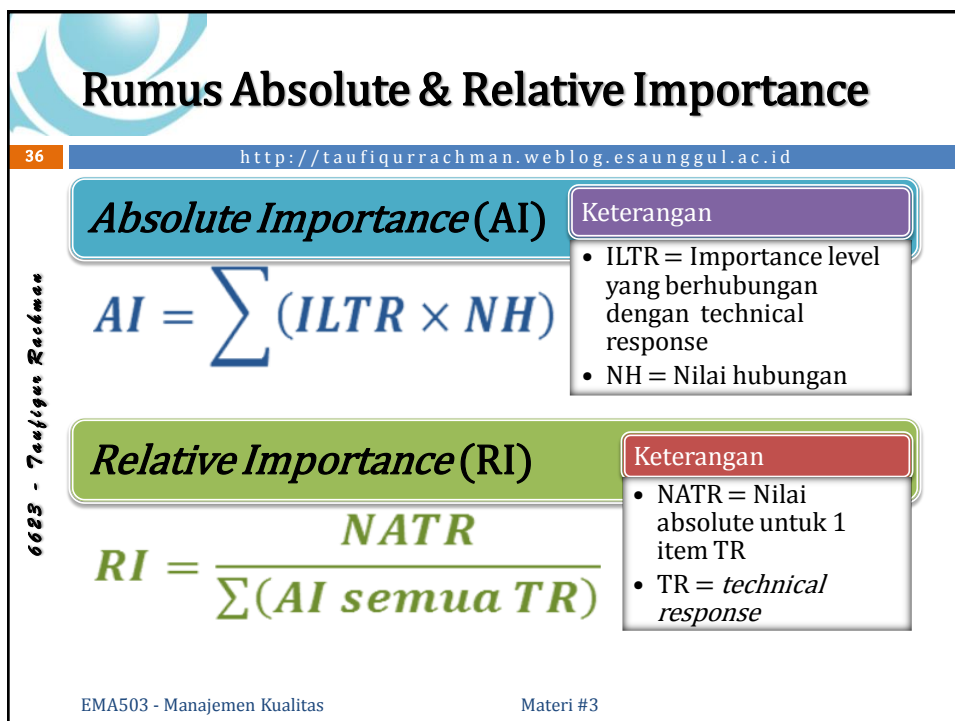 Rumus Absolute & Relative Importance
36
http://taufiqurrachman.weblog.esaunggul.ac.id
Absolute Importance (AI)
AI = ∑(ILTR × NH)
Keterangan
• ILTR = Importance level
yang berhubungan
dengan technical
response
• NH = Nilai hubungan
Relative Importance (RI)
RI = NATR / ∑(AI semua TR)
Keterangan
• NATR = Nilai
absolute untuk 1
item TR
• TR = technical
response
6623 - Taufiqur Rachman
EMA503 - Manajemen Kualitas
Materi #3